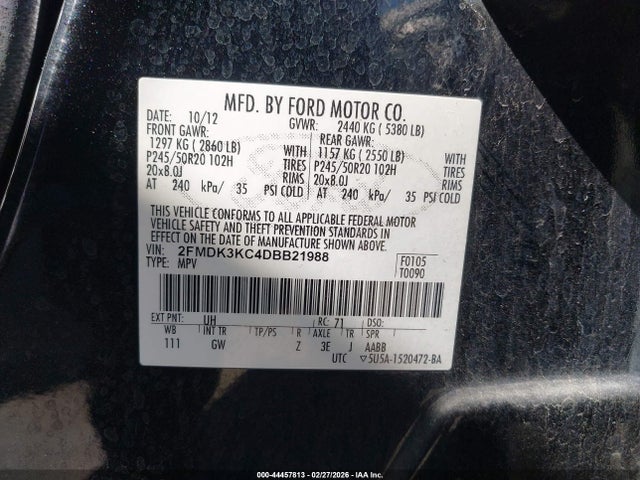 MFD. BY FORD MOTOR CO.
DATE: 10/12 GVWR: 2440 KG ( 5380 LB)
FRONT GAWR: REAR GAWR:
1297 KG ( 2860 LB) 1157 KG ( 2550 LB)
WITH WITH
P245/50R20 102H TIRES P245/50R20 102H TIRES
20x8.0J RIMS 20x8.0J RIMS
AT 240 kPa/ 35 PSI COLD AT 240 kPa/ 35 PSI COLD
THIS VEHICLE CONFORMS TO ALL APPLICABLE FEDERAL MOTOR
VEHICLE SAFETY AND THEFT PREVENTION STANDARDS IN
EFFECT ON THE DATE OF MANUFACTURE SHOWN ABOVE.
VIN: 2FMDK3KC4DBB21988 F0105
TYPE: MPV T0090
EXT PNT: UH RC: 71 DSO:
WB INT TR TP/PS R AXLE TR SPR
111 GW Z 3E J AABB
UTC ▽5U5A-1520472-BA
000-44457813 - 02/27/2026 - IAAI.COM